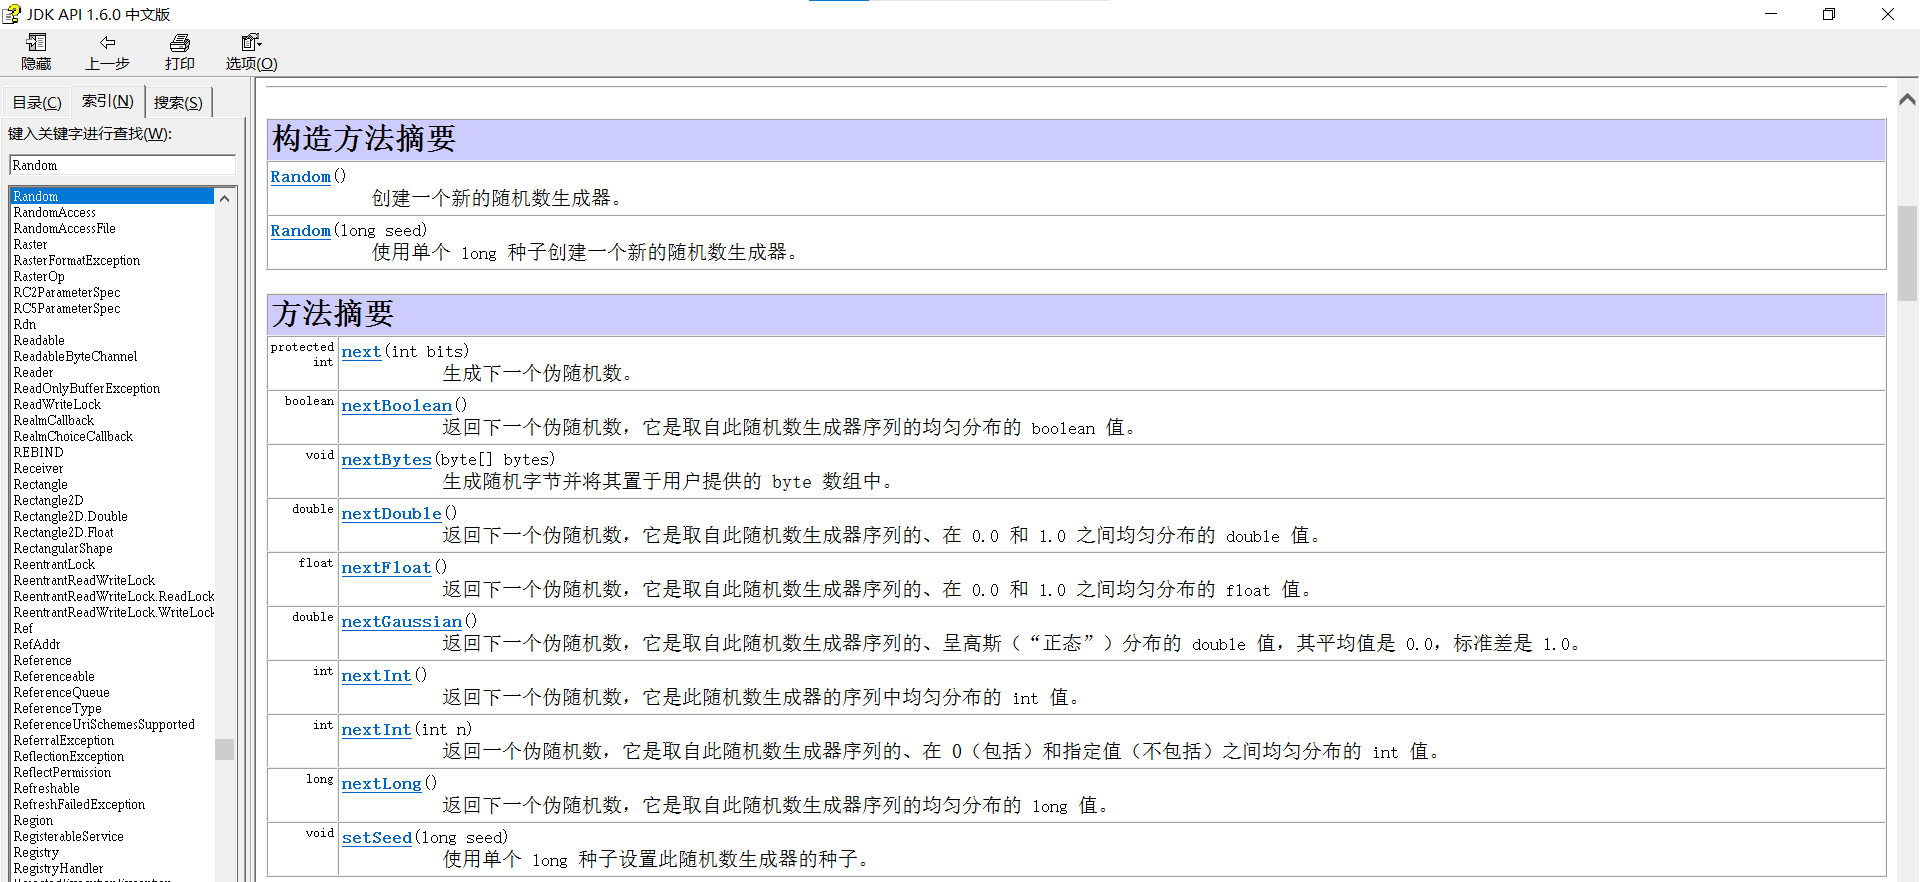 JDK API 1.6.0 中文版
隐藏 上一步 打印 选项(O)
目录(C) 索引(N) 搜索(S)
键入关键字进行查找(W):
Random
Random
RandomAccess
RandomAccessFile
Raster
RasterFormatException
RasterOp
RC2ParameterSpec
RC5ParameterSpec
Rdn
Readable
ReadableByteChannel
Reader
ReadOnlyBufferException
ReadWriteLock
RealmCallback
RealmChoiceCallback
REBIND
Receiver
Rectangle
Rectangle2D
Rectangle2D.Double
Rectangle2D.Float
RectangularShape
ReentrantLock
ReentrantReadWriteLock
ReentrantReadWriteLock.ReadLock
ReentrantReadWriteLock.WriteLock
Ref
RefAddr
Reference
Referenceable
ReferenceQueue
ReferenceType
ReferenceUriSchemesSupported
ReferralException
ReflectionException
ReflectPermission
Refreshable
RefreshFailedException
Region
RegisterableService
Registry
RegistryHandler
构造方法摘要
Random()
创建一个新的随机数生成器。
Random(long seed)
使用单个 long 种子创建一个新的随机数生成器。
方法摘要
protected int next(int bits)
生成下一个伪随机数。
boolean nextBoolean()
返回下一个伪随机数，它是取自此随机数生成器序列的均匀分布的 boolean 值。
void nextBytes(byte[] bytes)
生成随机字节并将其置于用户提供的 byte 数组中。
double nextDouble()
返回下一个伪随机数，它是取自此随机数生成器序列的、在 0.0 和 1.0 之间均匀分布的 double 值。
float nextFloat()
返回下一个伪随机数，它是取自此随机数生成器序列的、在 0.0 和 1.0 之间均匀分布的 float 值。
double nextGaussian()
返回下一个伪随机数，它是取自此随机数生成器序列的、呈高斯（“正态”）分布的 double 值，其平均值是 0.0，标准差是 1.0。
int nextInt()
返回下一个伪随机数，它是此随机数生成器的序列中均匀分布的 int 值。
int nextInt(int n)
返回一个伪随机数，它是取自此随机数生成器序列的、在 0（包括）和指定值（不包括）之间均匀分布的 int 值。
long nextLong()
返回下一个伪随机数，它是取自此随机数生成器序列的均匀分布的 long 值。
void setSeed(long seed)
使用单个 long 种子设置此随机数生成器的种子。